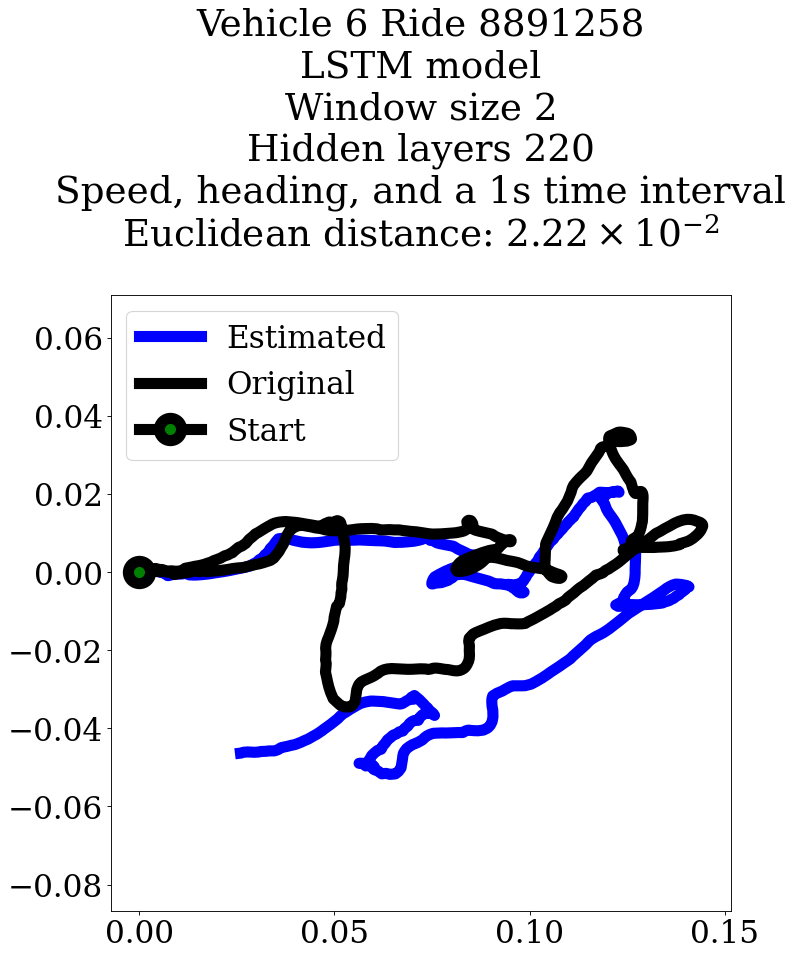 Vehicle 6 Ride 8891258
LSTM model
Window size 2
Hidden layers 220
Speed, heading, and a 1s time interval
Euclidean distance: 2.22 × 10⁻²
Estimated
Original
Start
0.06
0.04
0.02
0.00
−0.02
−0.04
−0.06
−0.08
0.00 0.05 0.10 0.15